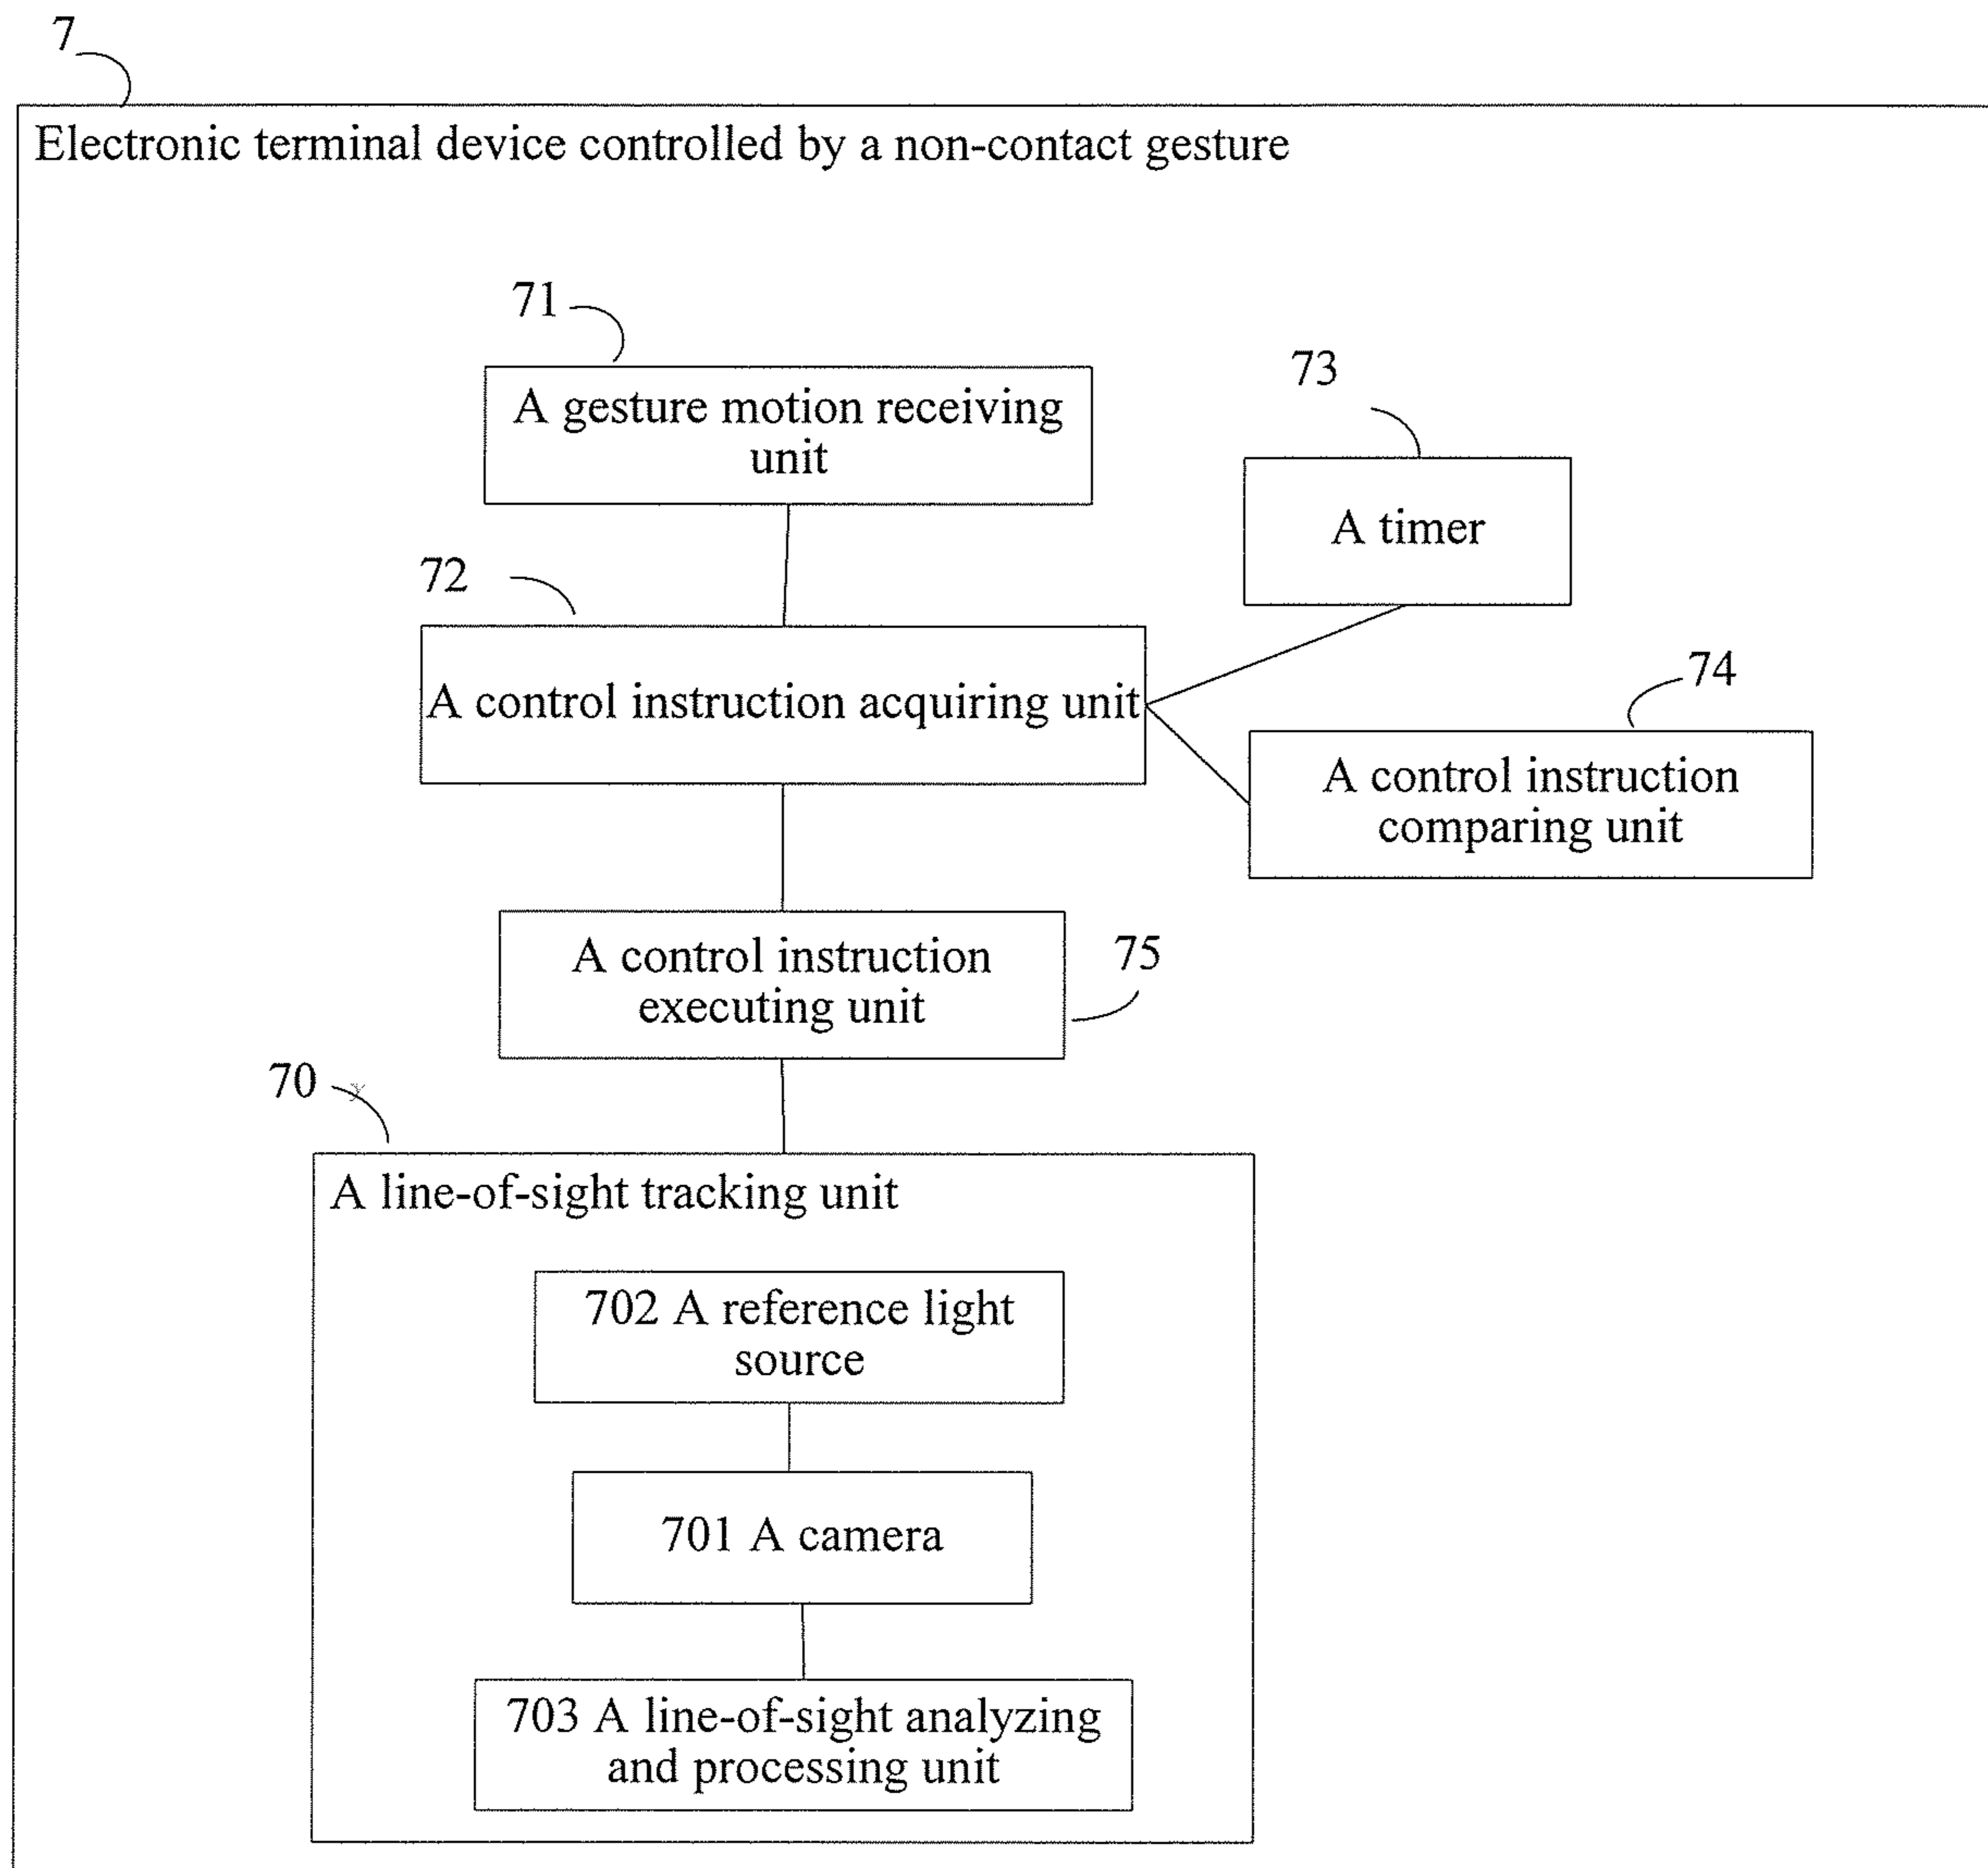 7
Electronic terminal device controlled by a non-contact gesture
71
A gesture motion receiving
unit
73
A timer
72
A control instruction acquiring unit
74
A control instruction
comparing unit
A control instruction
executing unit
75
70
A line-of-sight tracking unit
702 A reference light
source
701 A camera
703 A line-of-sight analyzing
and processing unit